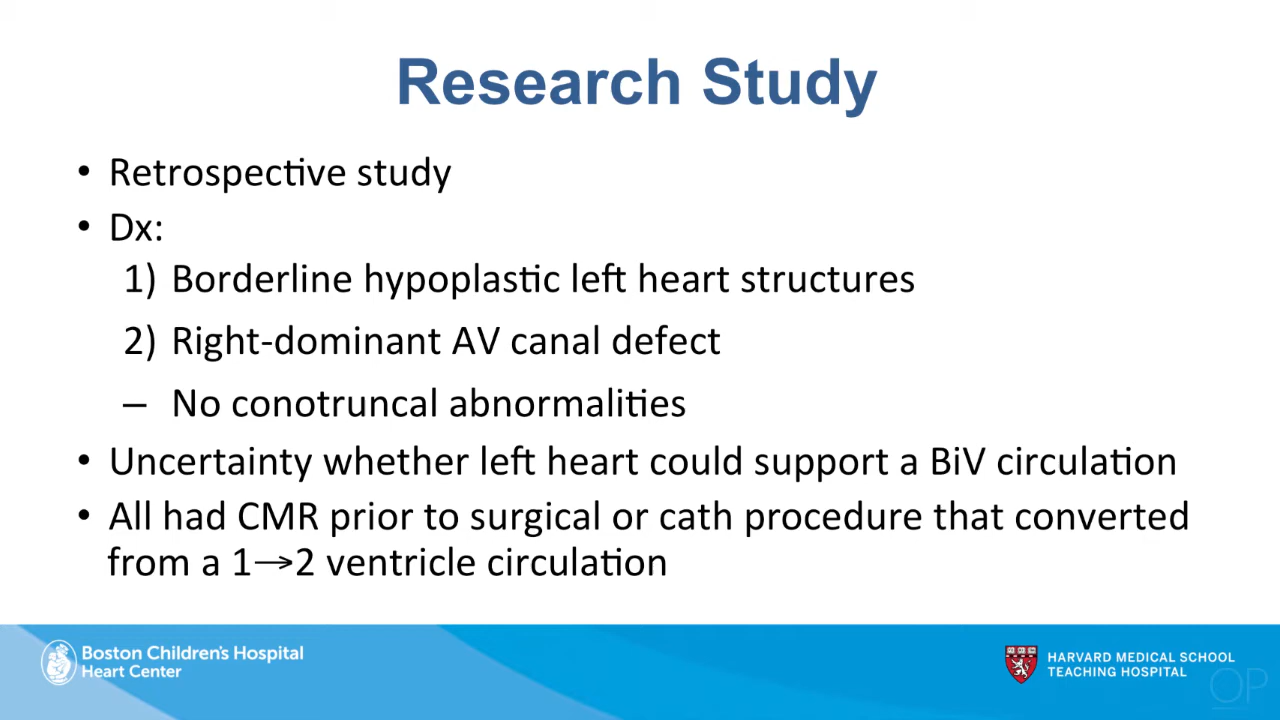 Research Study
• Retrospective study
• Dx:
1) Borderline hypoplastic left heart structures
2) Right-dominant AV canal defect
– No conotruncal abnormalities
• Uncertainty whether left heart could support a BiV circulation
• All had CMR prior to surgical or cath procedure that converted
from a 1→2 ventricle circulation
Boston Children's Hospital
Heart Center
HARVARD MEDICAL SCHOOL
TEACHING HOSPITAL
OP